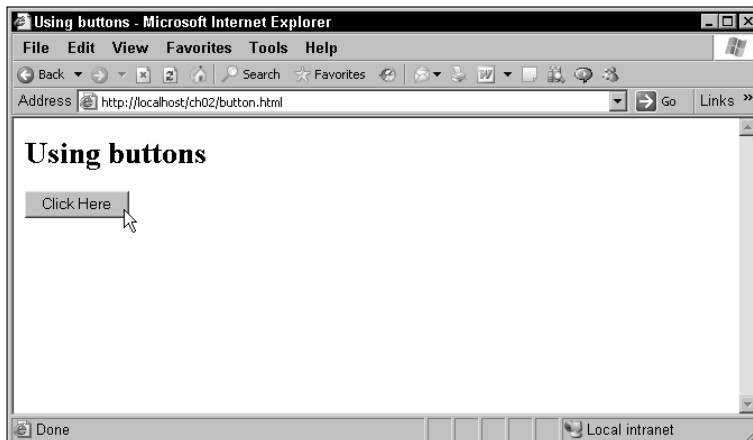 Using buttons - Microsoft Internet Explorer
File Edit View Favorites Tools Help
Back Search Favorites W
Address http://localhost/ch02/button.html Go Links »
Using buttons
Click Here
Done Local intranet